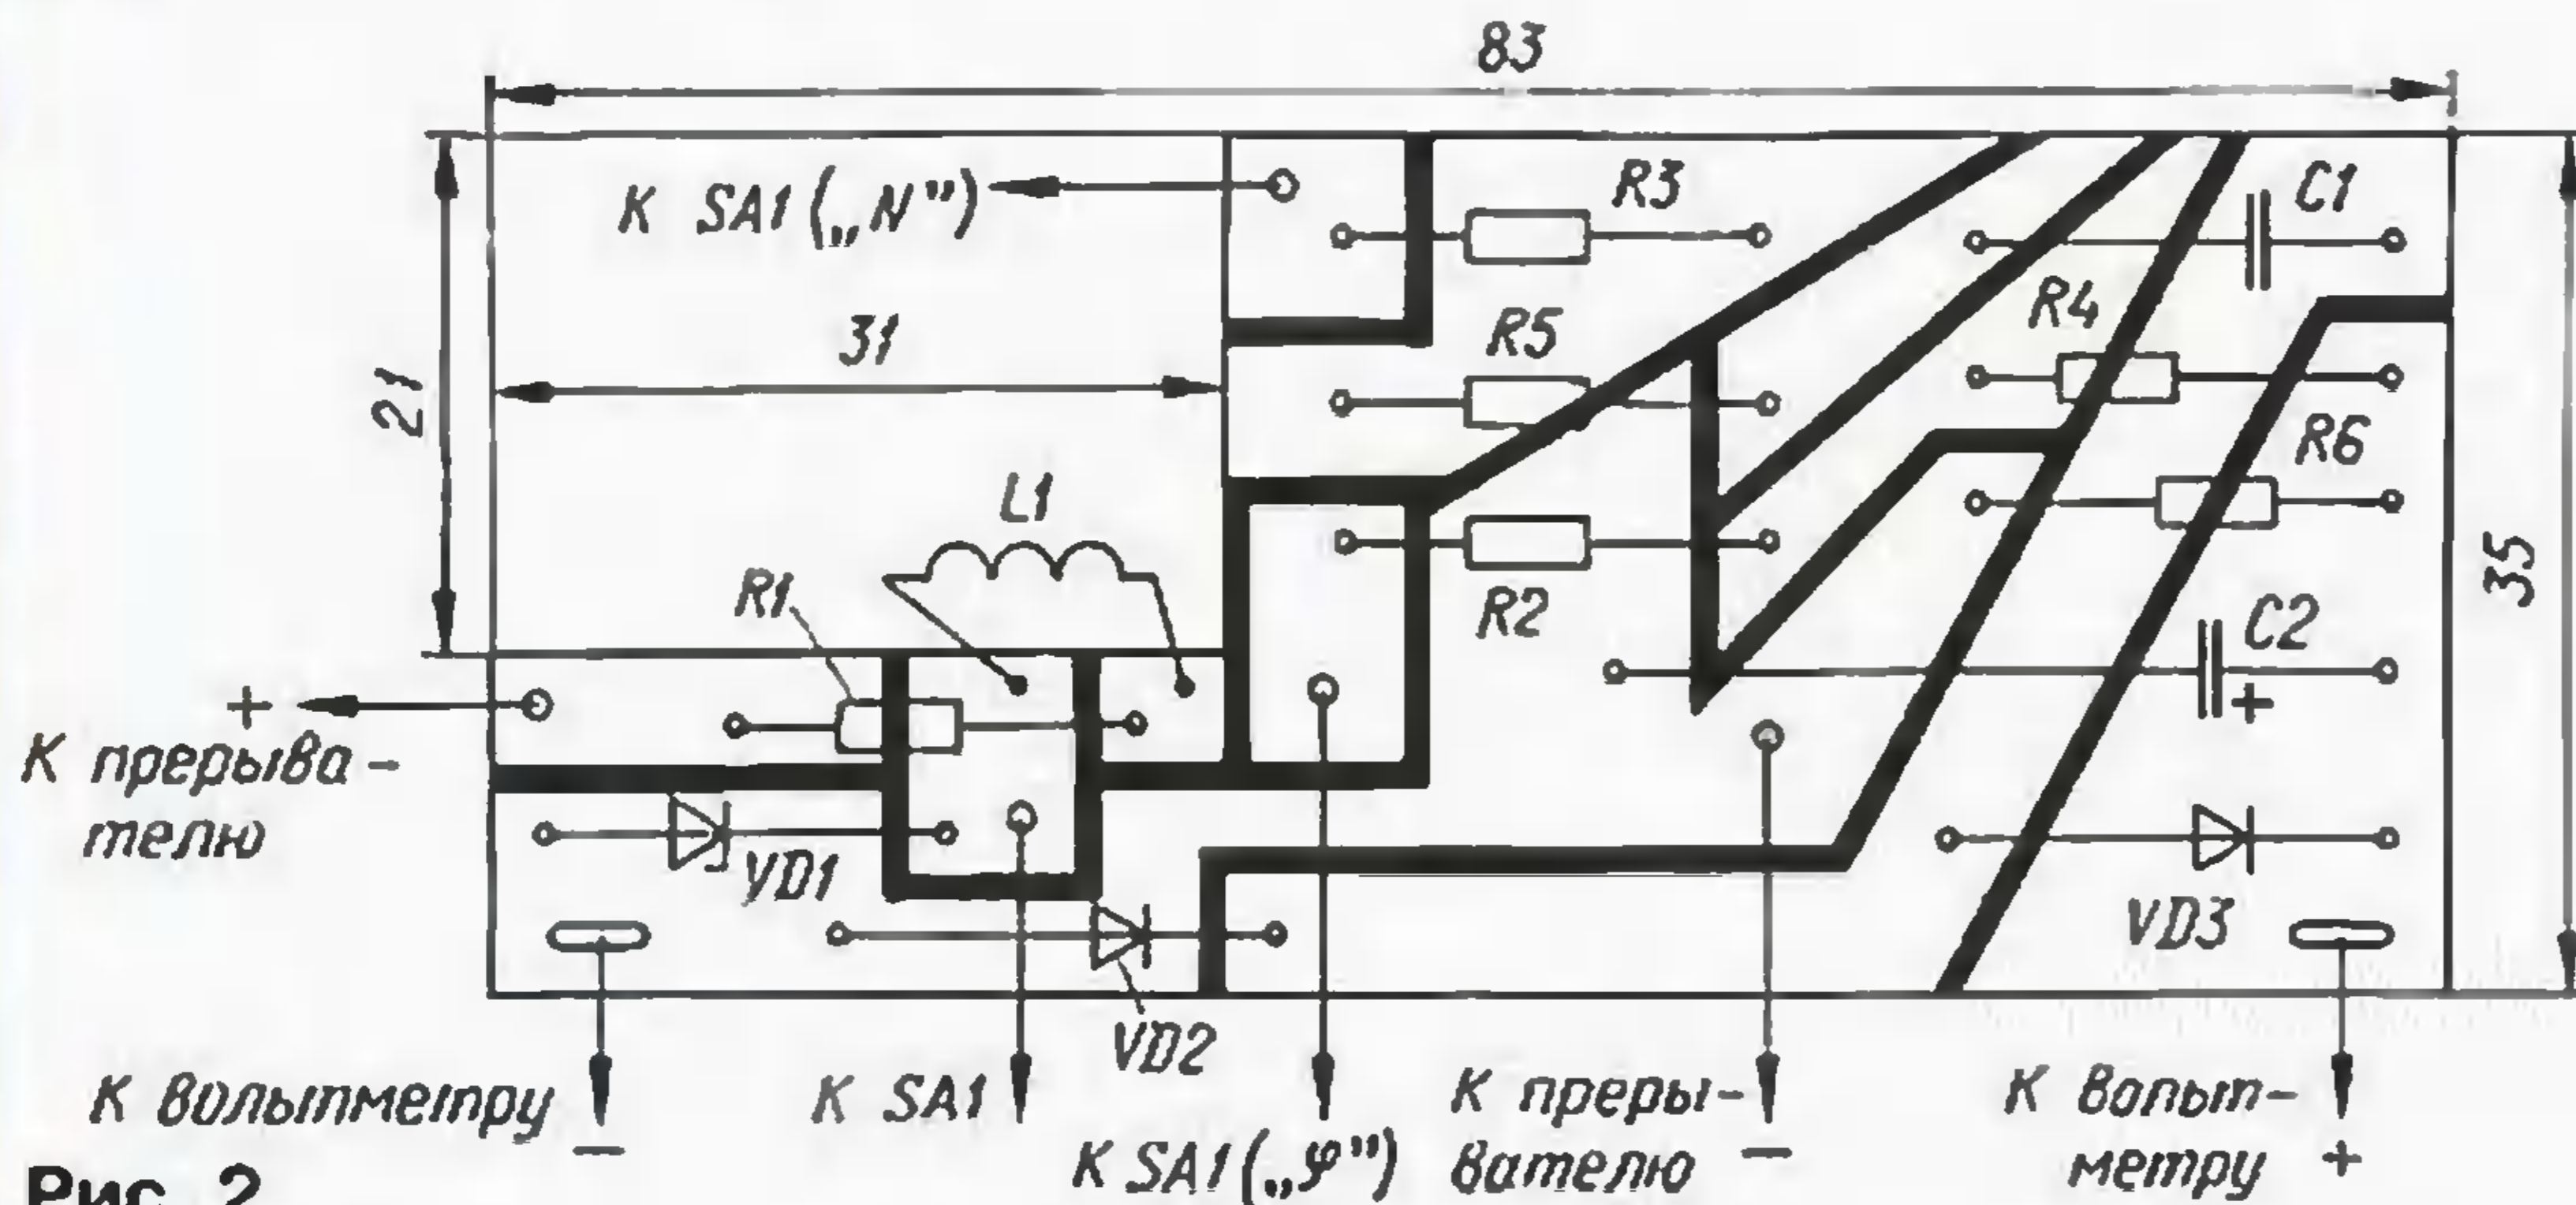 83
К SA1 („N”)
R3
C1
31
R5
R4
21
R6
L1
R1
R2
35
C2
+
+
К прерыва-
телю
VD1
VD3
VD2
К вольтметру
–
К SA1
К SA1 („φ”)
К преры-
вателю –
К вольт-
метру +
Рис. 2